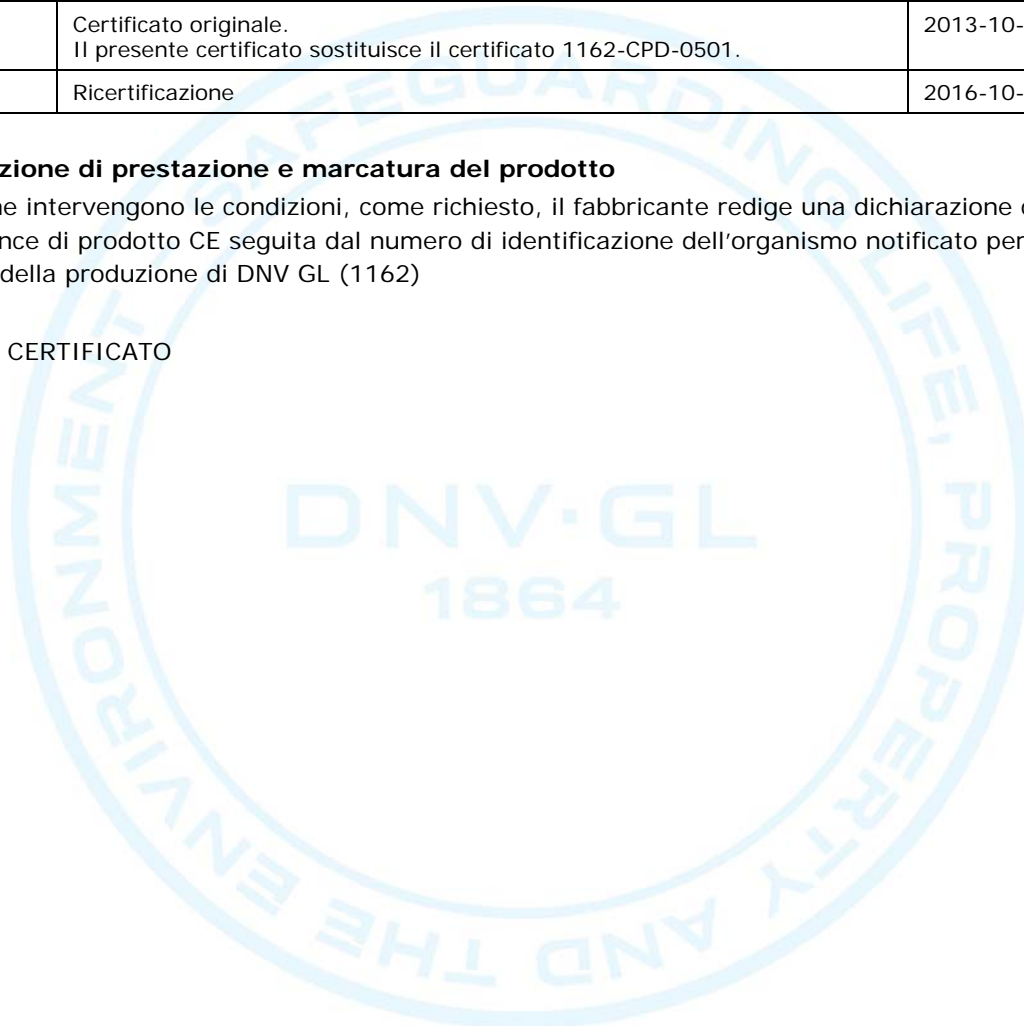 Certificato originale. 2013-10-
Il presente certificato sostituisce il certificato 1162-CPD-0501.
Ricertificazione 2016-10-
zione di prestazione e marcatura del prodotto
ne intervengono le condizioni, come richiesto, il fabbricante redige una dichiarazione
nce di prodotto CE seguita dal numero di identificazione dell'organismo notificato per
della produzione di DNV GL (1162)
CERTIFICATO
SAFEGUARDING LIFE, PROPERTY AND THE ENVIRONMENT
DNV·GL
1864